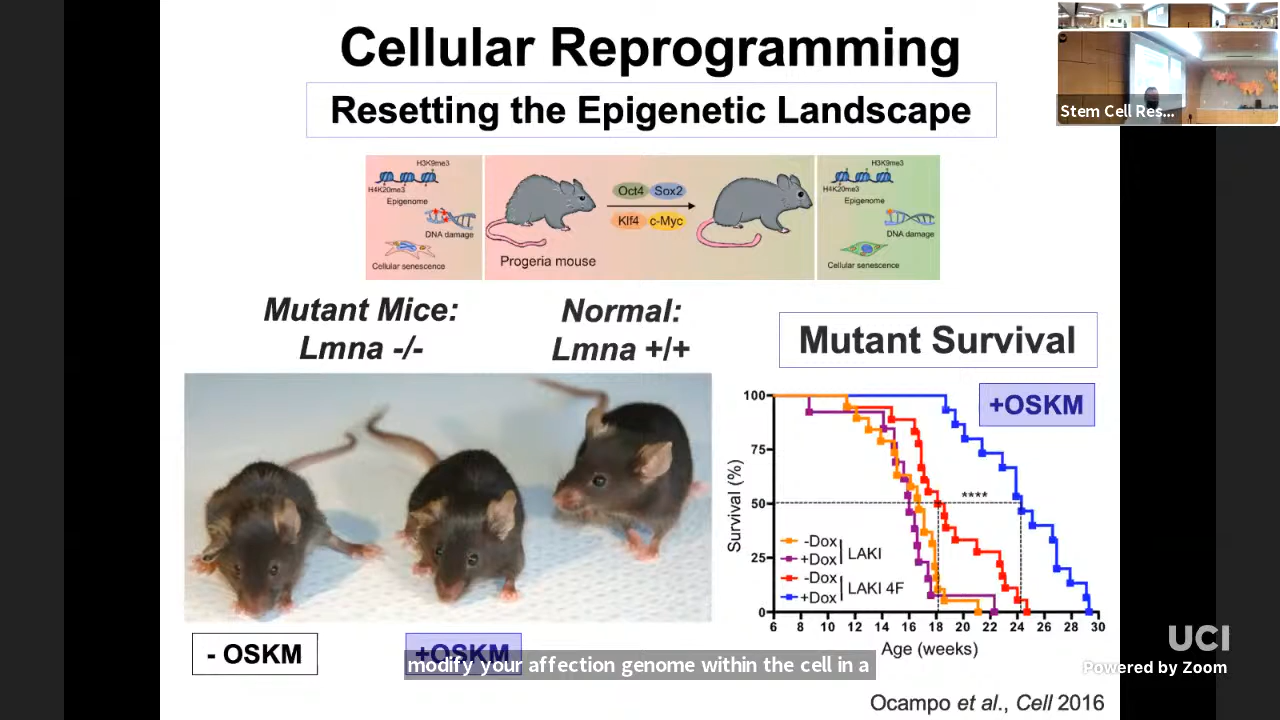 Cellular Reprogramming
Resetting the Epigenetic Landscape
Stem Cell Res...
H3K9me3
H4K20me3
Epigenome
DNA damage
Cellular senescence
Oct4 Sox2
Klf4 c-Myc
Progeria mouse
H3K9me3
H4K20me3
Epigenome
DNA damage
Cellular senescence
Mutant Mice:
Lmna -/-
Normal:
Lmna +/+
- OSKM
+OSKM
Mutant Survival
+OSKM
Survival (%)
100
75
50
25
0
****
-Dox
+Dox
LAKI
-Dox
+Dox
LAKI 4F
6 8 10 12 14 16 18 20 22 24 26 28 30
Age (weeks)
modify your affection genome within the cell in a
UCI
Powered by Zoom
Ocampo et al., Cell 2016